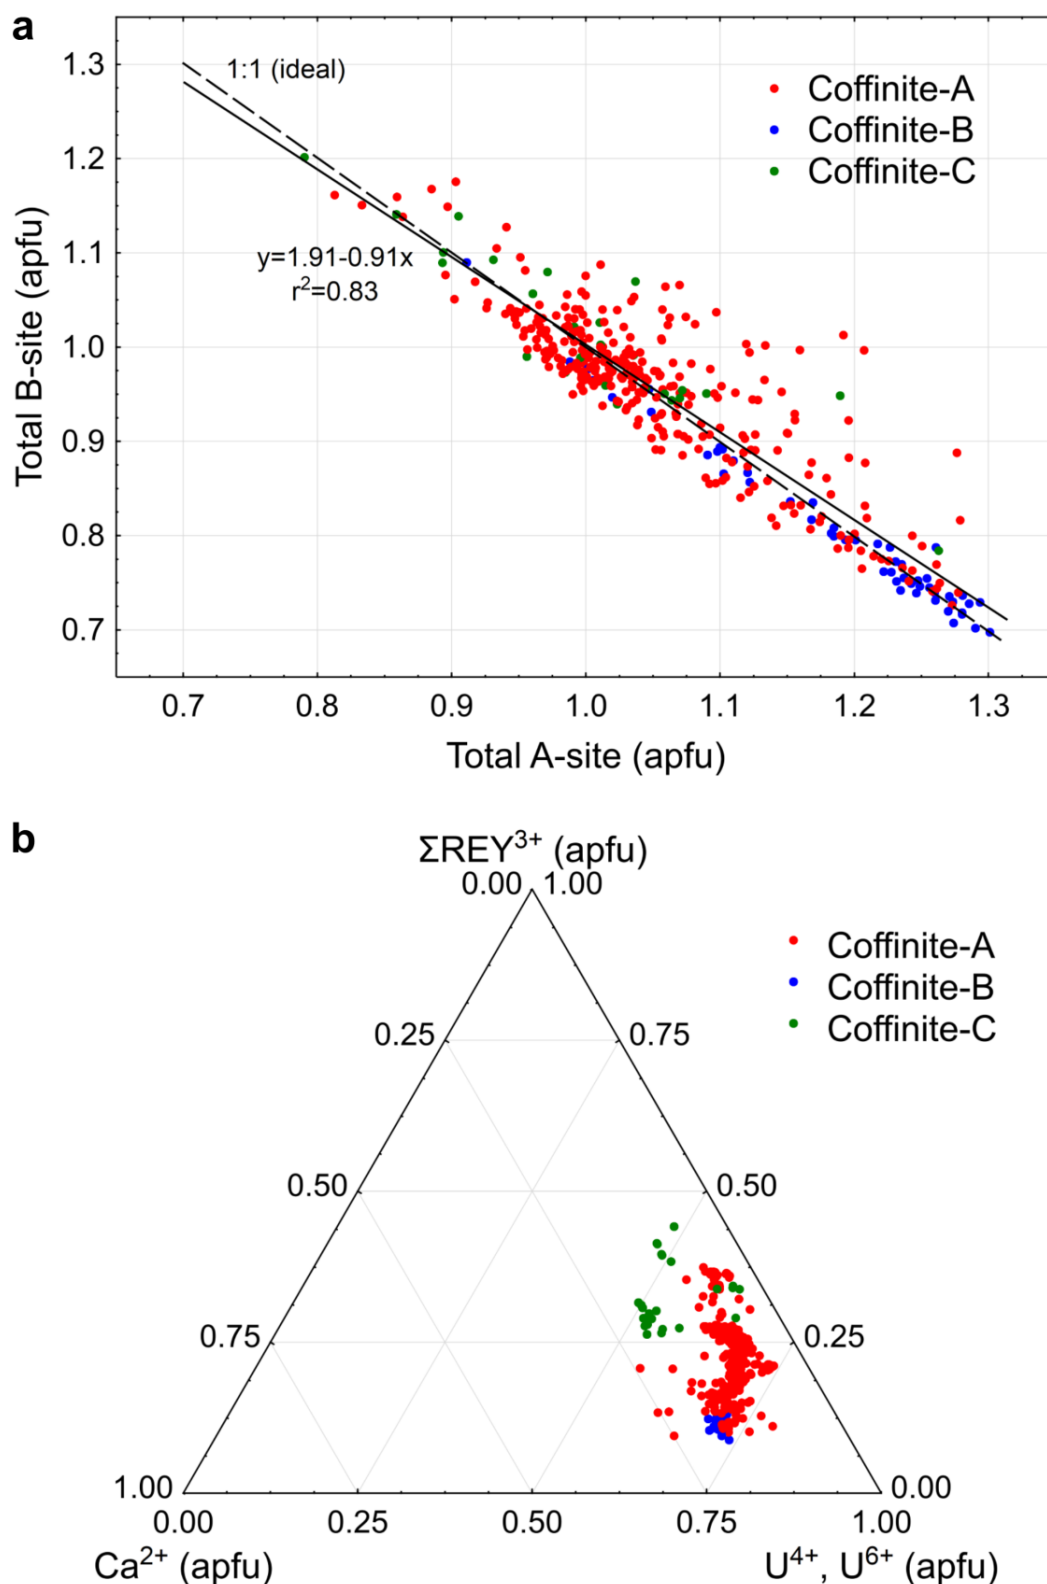 a
1.3
1:1 (ideal)
Coffinite-A
Coffinite-B
Coffinite-C
1.2
1.1
y=1.91-0.91x
r²=0.83
1.0
0.9
0.8
0.7
Total B-site (apfu)
0.7 0.8 0.9 1.0 1.1 1.2 1.3
Total A-site (apfu)
b
ΣREY³⁺ (apfu)
0.00 1.00
Coffinite-A
Coffinite-B
Coffinite-C
0.25 0.75
0.50 0.50
0.75 0.25
1.00 0.00
0.00 0.25 0.50 0.75 1.00
Ca²⁺ (apfu) U⁴⁺, U⁶⁺ (apfu)